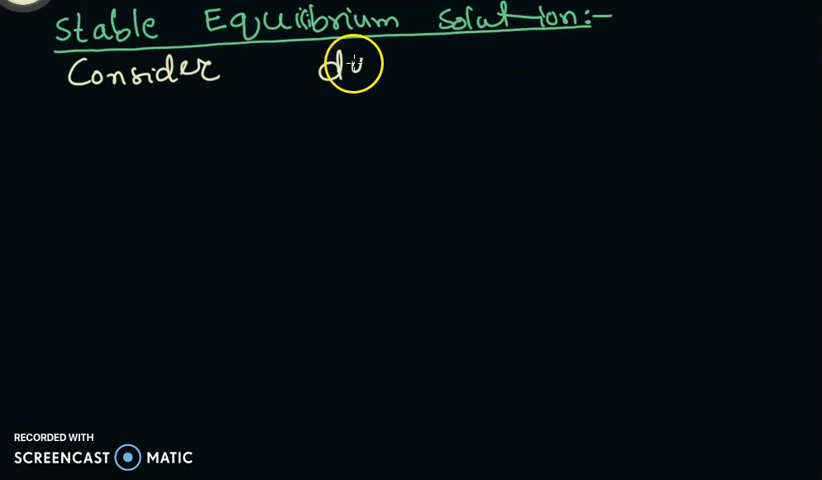 Stable Equilibrium Solution:-
Consider
RECORDED WITH
SCREENCAST MATIC